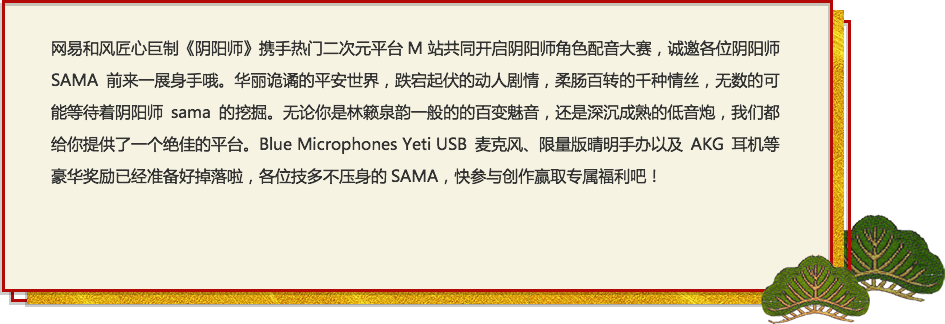 网易和风匠心巨制《阴阳师》携手热门二次元平台 M 站共同开启阴阳师角色配音大赛，诚邀各位阴阳师
SAMA 前来一展身手哦。华丽诡谲的平安世界，跌宕起伏的动人剧情，柔肠百转的千种情丝，无数的可
能等待着阴阳师 sama 的挖掘。无论你是林籁泉韵一般的的百变魅音，还是深沉成熟的低音炮，我们都
给你提供了一个绝佳的平台。Blue Microphones Yeti USB 麦克风、限量版晴明手办以及 AKG 耳机等
豪华奖励已经准备好掉落啦，各位技多不压身的 SAMA，快参与创作赢取专属福利吧！